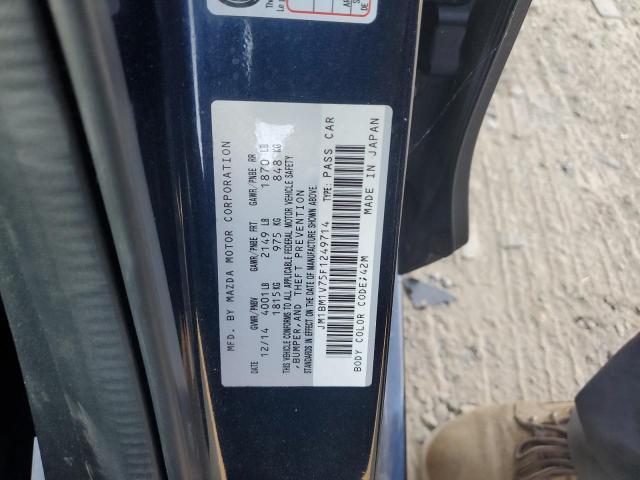 MFD. BY MAZDA MOTOR CORPORATION
DATE GVWR/PNBV GAWR/PNBE FRT GAWR/PNBE RR
12/14 4001 LB 2149 LB 1870 LB
1815 KG 975 KG 848 KG
THIS VEHICLE CONFORMS TO ALL APPLICABLE FEDERAL MOTOR VEHICLE SAFETY
,BUMPER,AND THEFT PREVENTION
STANDARDS IN EFFECT ON THE DATE OF MANUFACTURE SHOWN ABOVE.
JM1BM1V75F1249714 TYPE: PASS CAR
BODY COLOR CODE;42M MADE IN JAPAN